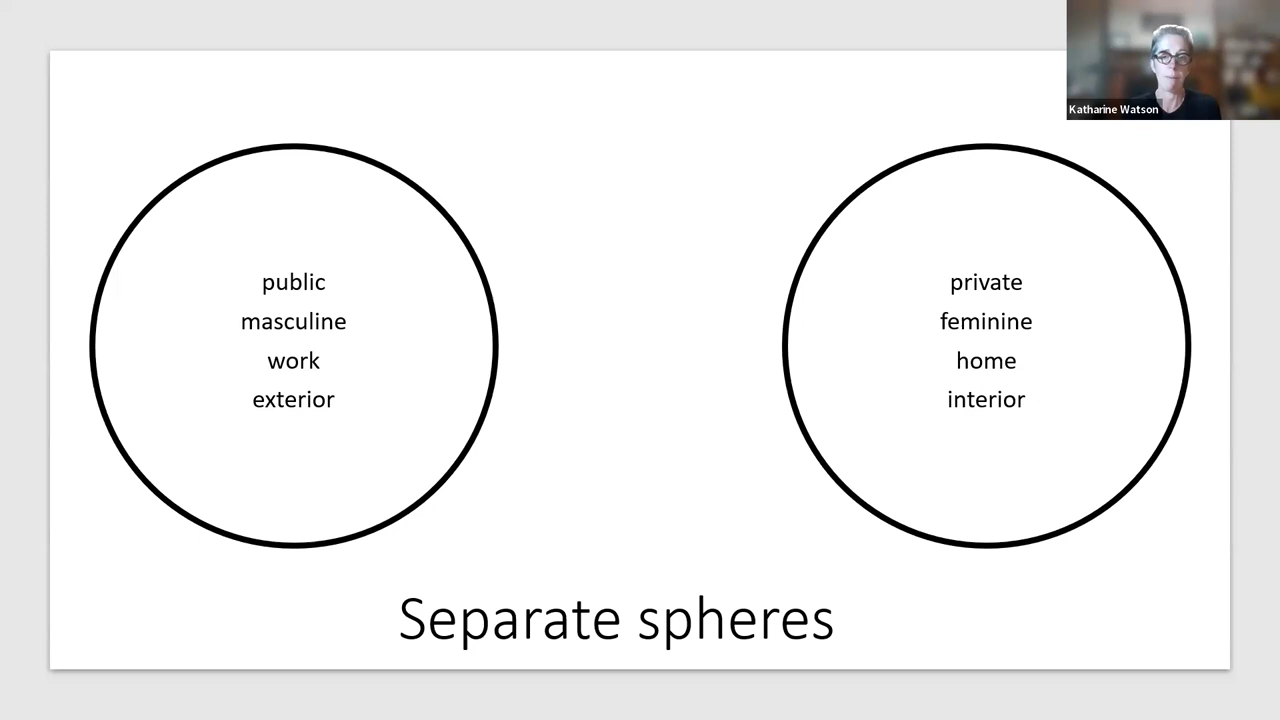 Katharine Watson
public
masculine
work
exterior
private
feminine
home
interior
Separate spheres